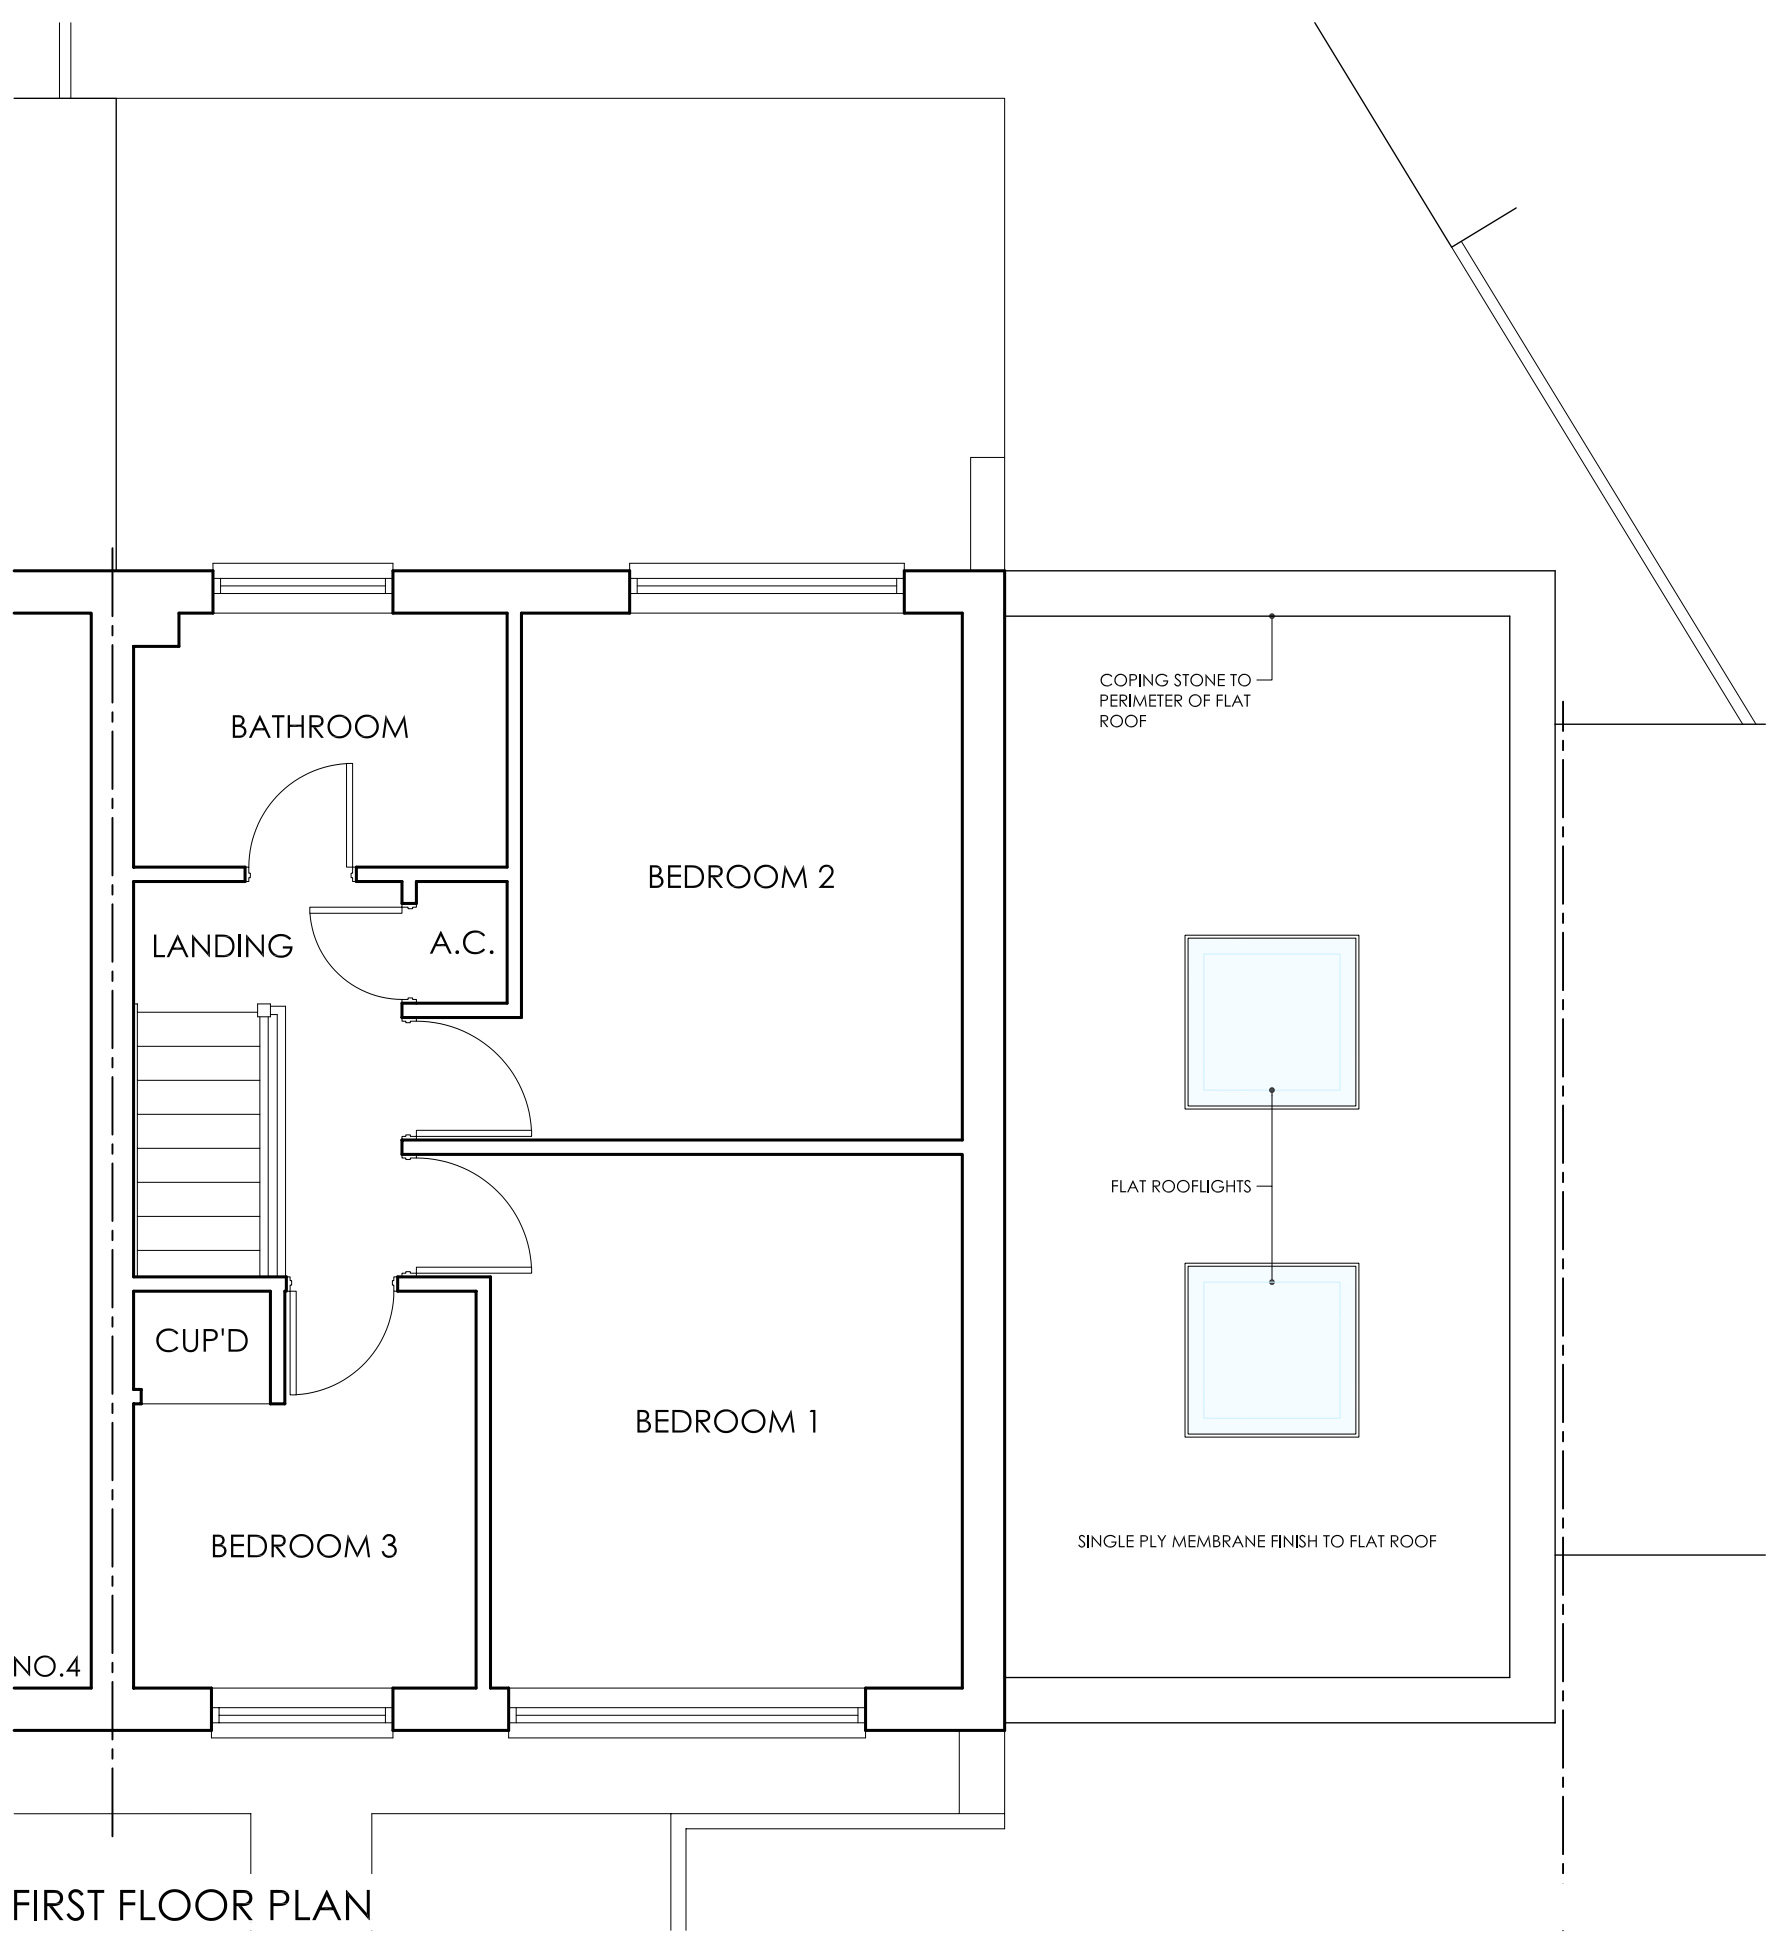 COPING STONE TO
PERIMETER OF FLAT
ROOF
BATHROOM
BEDROOM 2
LANDING
A.C.
FLAT ROOFLIGHTS
CUP'D
BEDROOM 1
BEDROOM 3
SINGLE PLY MEMBRANE FINISH TO FLAT ROOF
NO.4
FIRST FLOOR PLAN